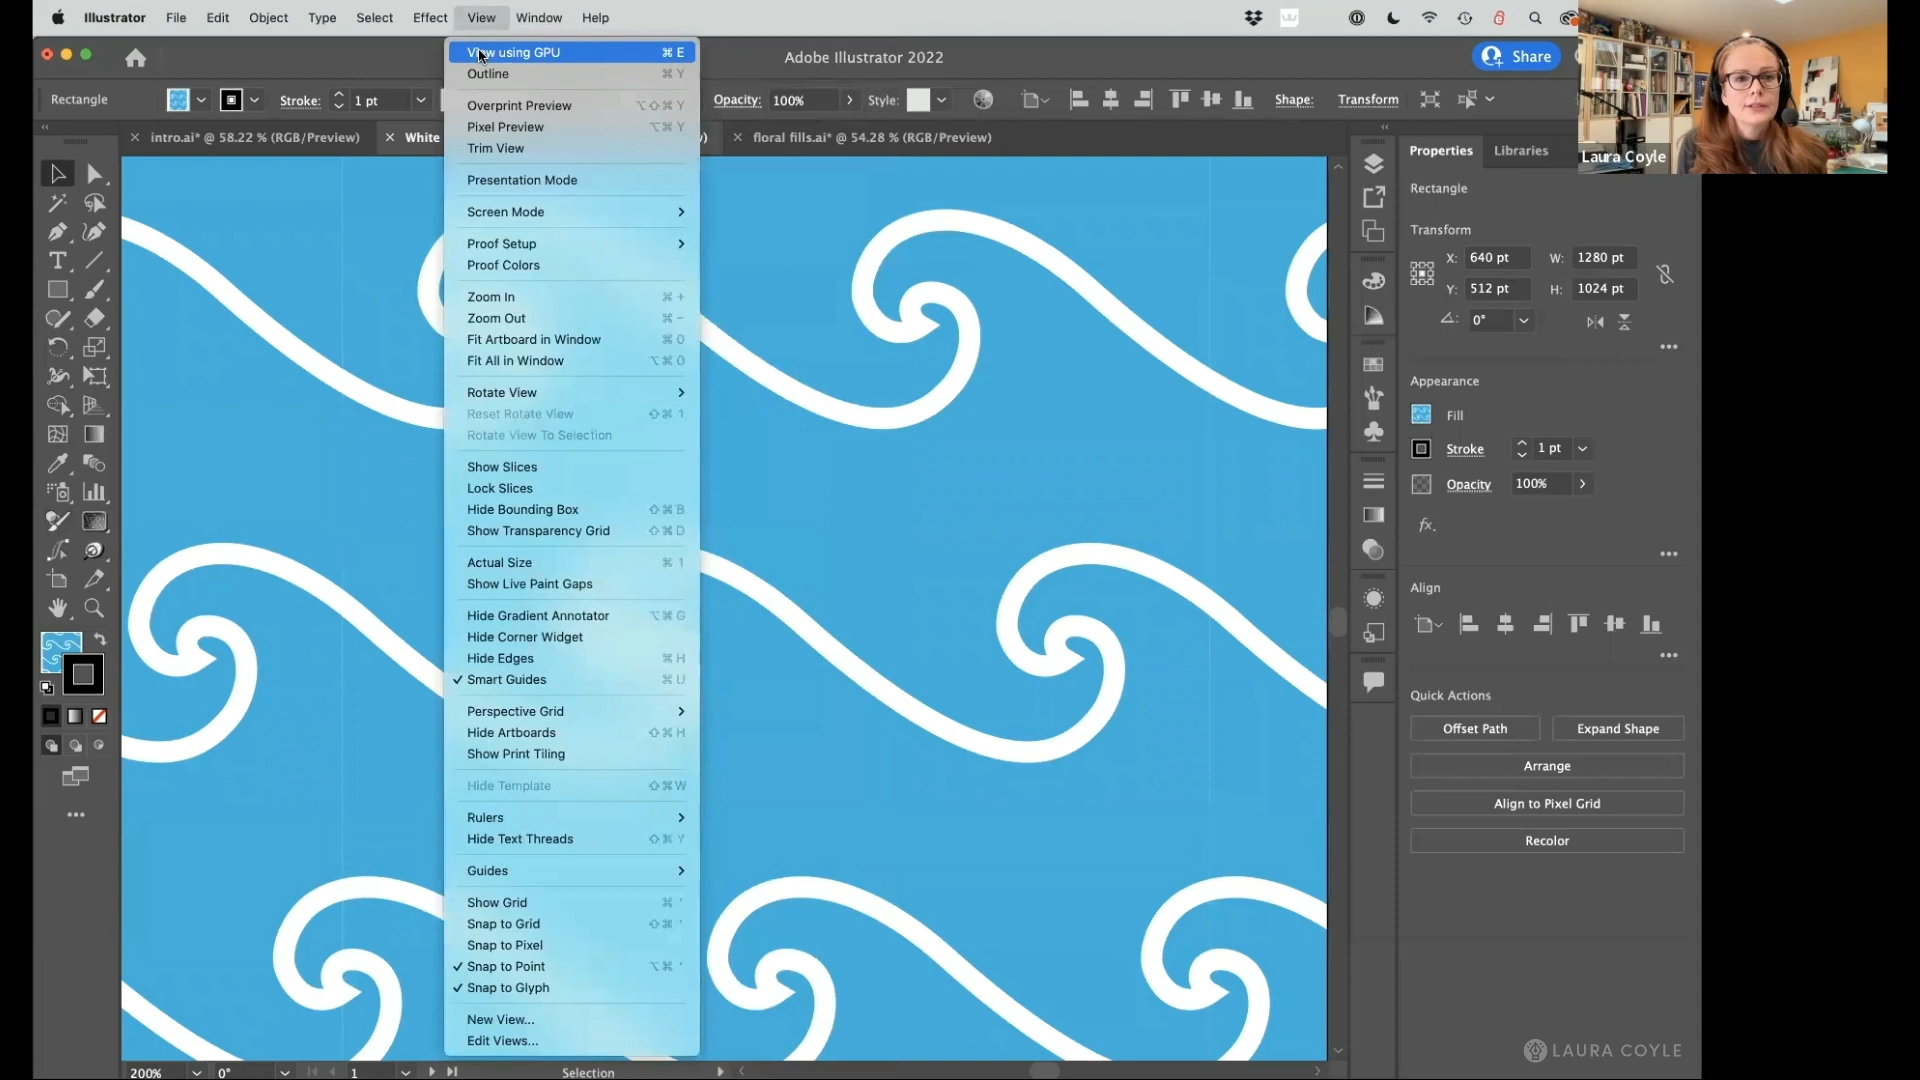 Illustrator File Edit Object Type Select Effect View Window Help
Adobe Illustrator 2022
Share
Rectangle
Stroke: 1 pt
Opacity: 100%
Style:
Shape:
Transform
× intro.ai* @ 58.22 % (RGB/Preview)
× White
)
× floral fills.ai* @ 54.28 % (RGB/Preview)
View using GPU ⌘ E
Outline ⌘ Y
Overprint Preview ⌥⇧⌘ Y
Pixel Preview ⌥⌘ Y
Trim View
Presentation Mode
Screen Mode
Proof Setup
Proof Colors
Zoom In ⌘ +
Zoom Out ⌘ −
Fit Artboard in Window ⌘ 0
Fit All in Window ⌥⌘ 0
Rotate View
Reset Rotate View ⇧⌘ 1
Rotate View To Selection
Show Slices
Lock Slices
Hide Bounding Box ⇧⌘ B
Show Transparency Grid ⇧⌘ D
Actual Size ⌘ 1
Show Live Paint Gaps
Hide Gradient Annotator ⌥⌘ G
Hide Corner Widget
Hide Edges ⌘ H
✓ Smart Guides ⌘ U
Perspective Grid
Hide Artboards ⇧⌘ H
Show Print Tiling
Hide Template ⇧⌘ W
Rulers
Hide Text Threads ⇧⌘ Y
Guides
Show Grid ⌘ '
Snap to Grid ⇧⌘ '
Snap to Pixel
✓ Snap to Point ⌥⌘ '
✓ Snap to Glyph
New View...
Edit Views...
200% 0° 1 Selection
Laura Coyle
Properties Libraries
Rectangle
Transform
X: 640 pt W: 1280 pt
Y: 512 pt H: 1024 pt
0°
Appearance
Fill
Stroke 1 pt
Opacity 100%
fx.
Align
Quick Actions
Offset Path Expand Shape
Arrange
Align to Pixel Grid
Recolor
LAURA COYLE